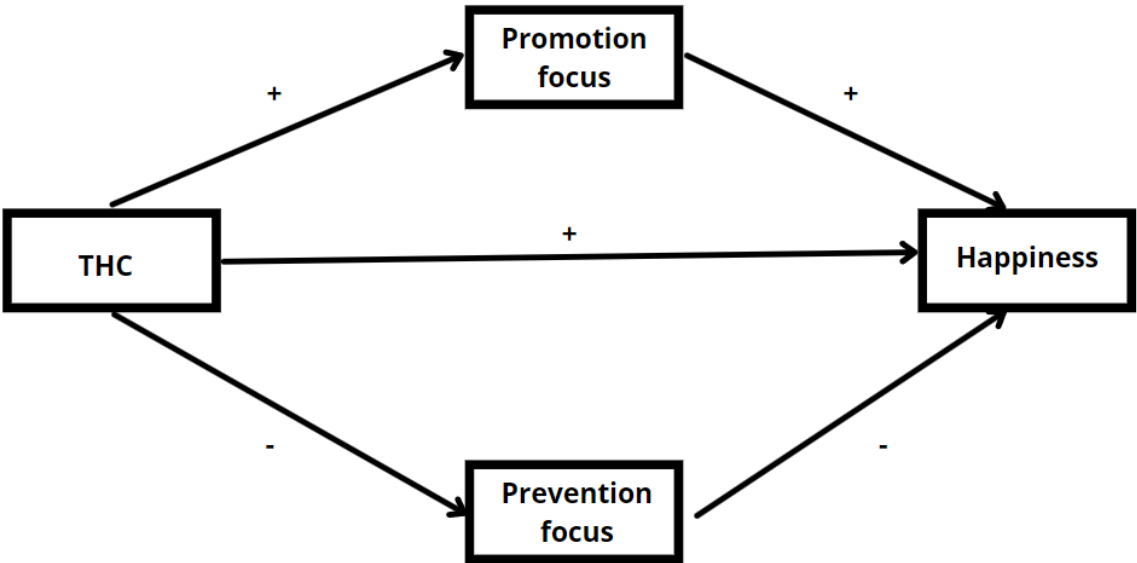 Promotion
focus
+
+
+
THC
Happiness
-
-
Prevention
focus